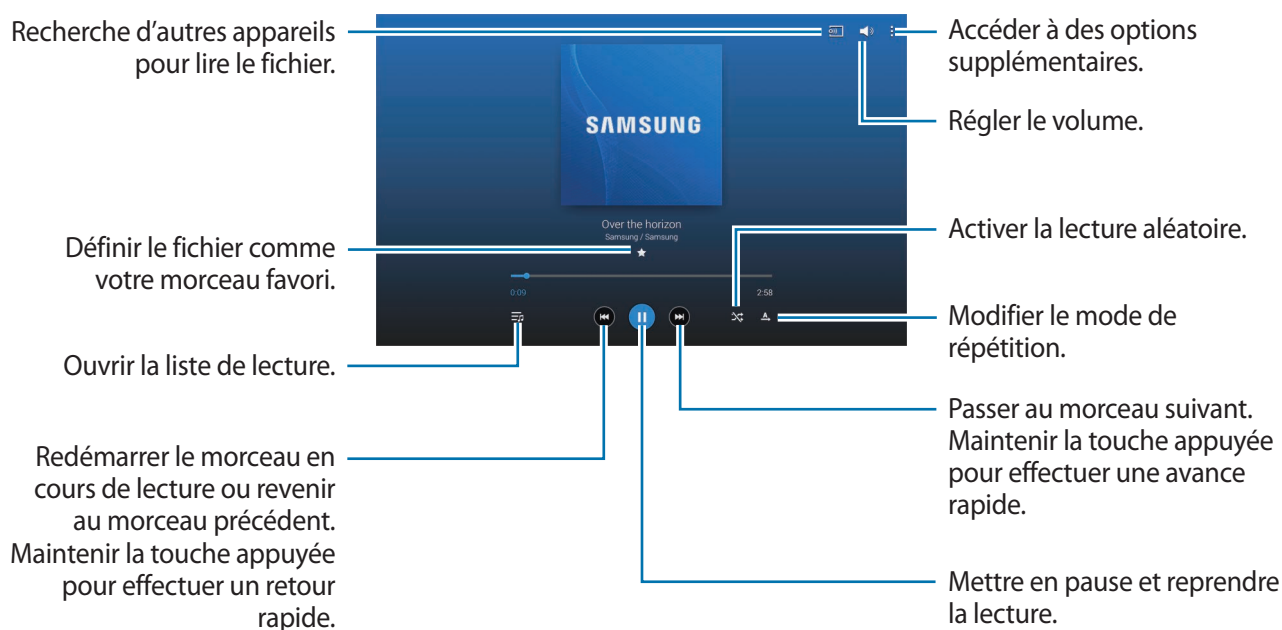 Recherche d'autres appareils
pour lire le fichier.
Accéder à des options
supplémentaires.
Régler le volume.
SAMSUNG
Over the horizon
Samsung / Samsung
Définir le fichier comme
votre morceau favori.
Activer la lecture aléatoire.
0:09
2:58
Modifier le mode de
répétition.
Ouvrir la liste de lecture.
Passer au morceau suivant.
Maintenir la touche appuyée
pour effectuer une avance
rapide.
Redémarrer le morceau en
cours de lecture ou revenir
au morceau précédent.
Maintenir la touche appuyée
pour effectuer un retour
rapide.
Mettre en pause et reprendre
la lecture.